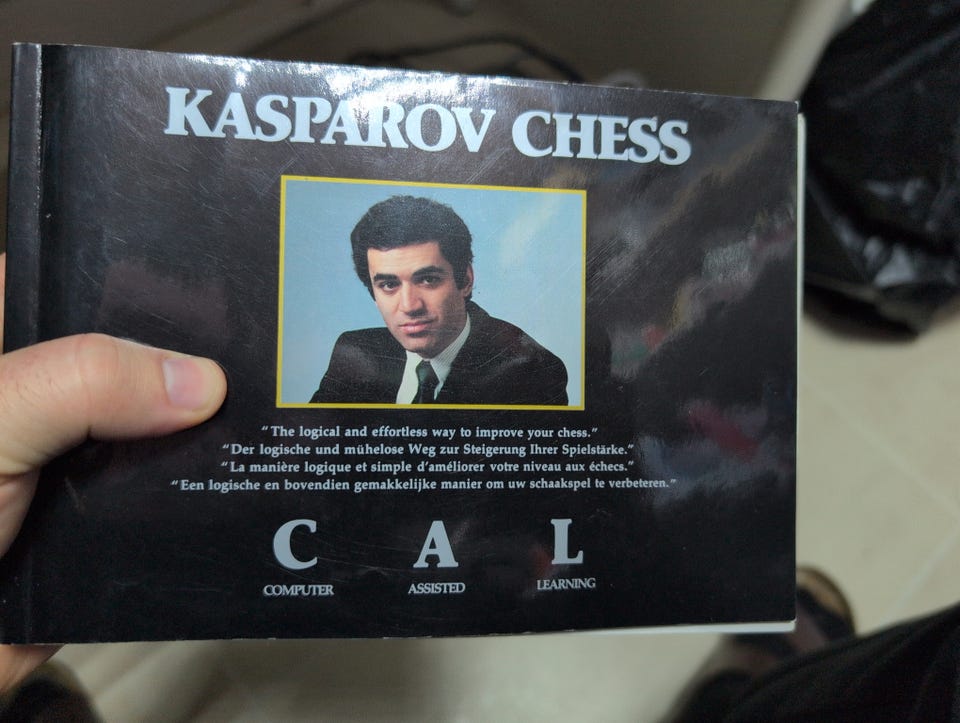 KASPAROV CHESS
“The logical and effortless way to improve your chess.”
“Der logische und mühelose Weg zur Steigerung Ihrer Spielstärke.”
“La manière logique et simple d’améliorer votre niveau aux échecs.”
“Een logische en bovendien gemakkelijke manier om uw schaakspel te verbeteren.”
C A L
COMPUTER ASSISTED LEARNING